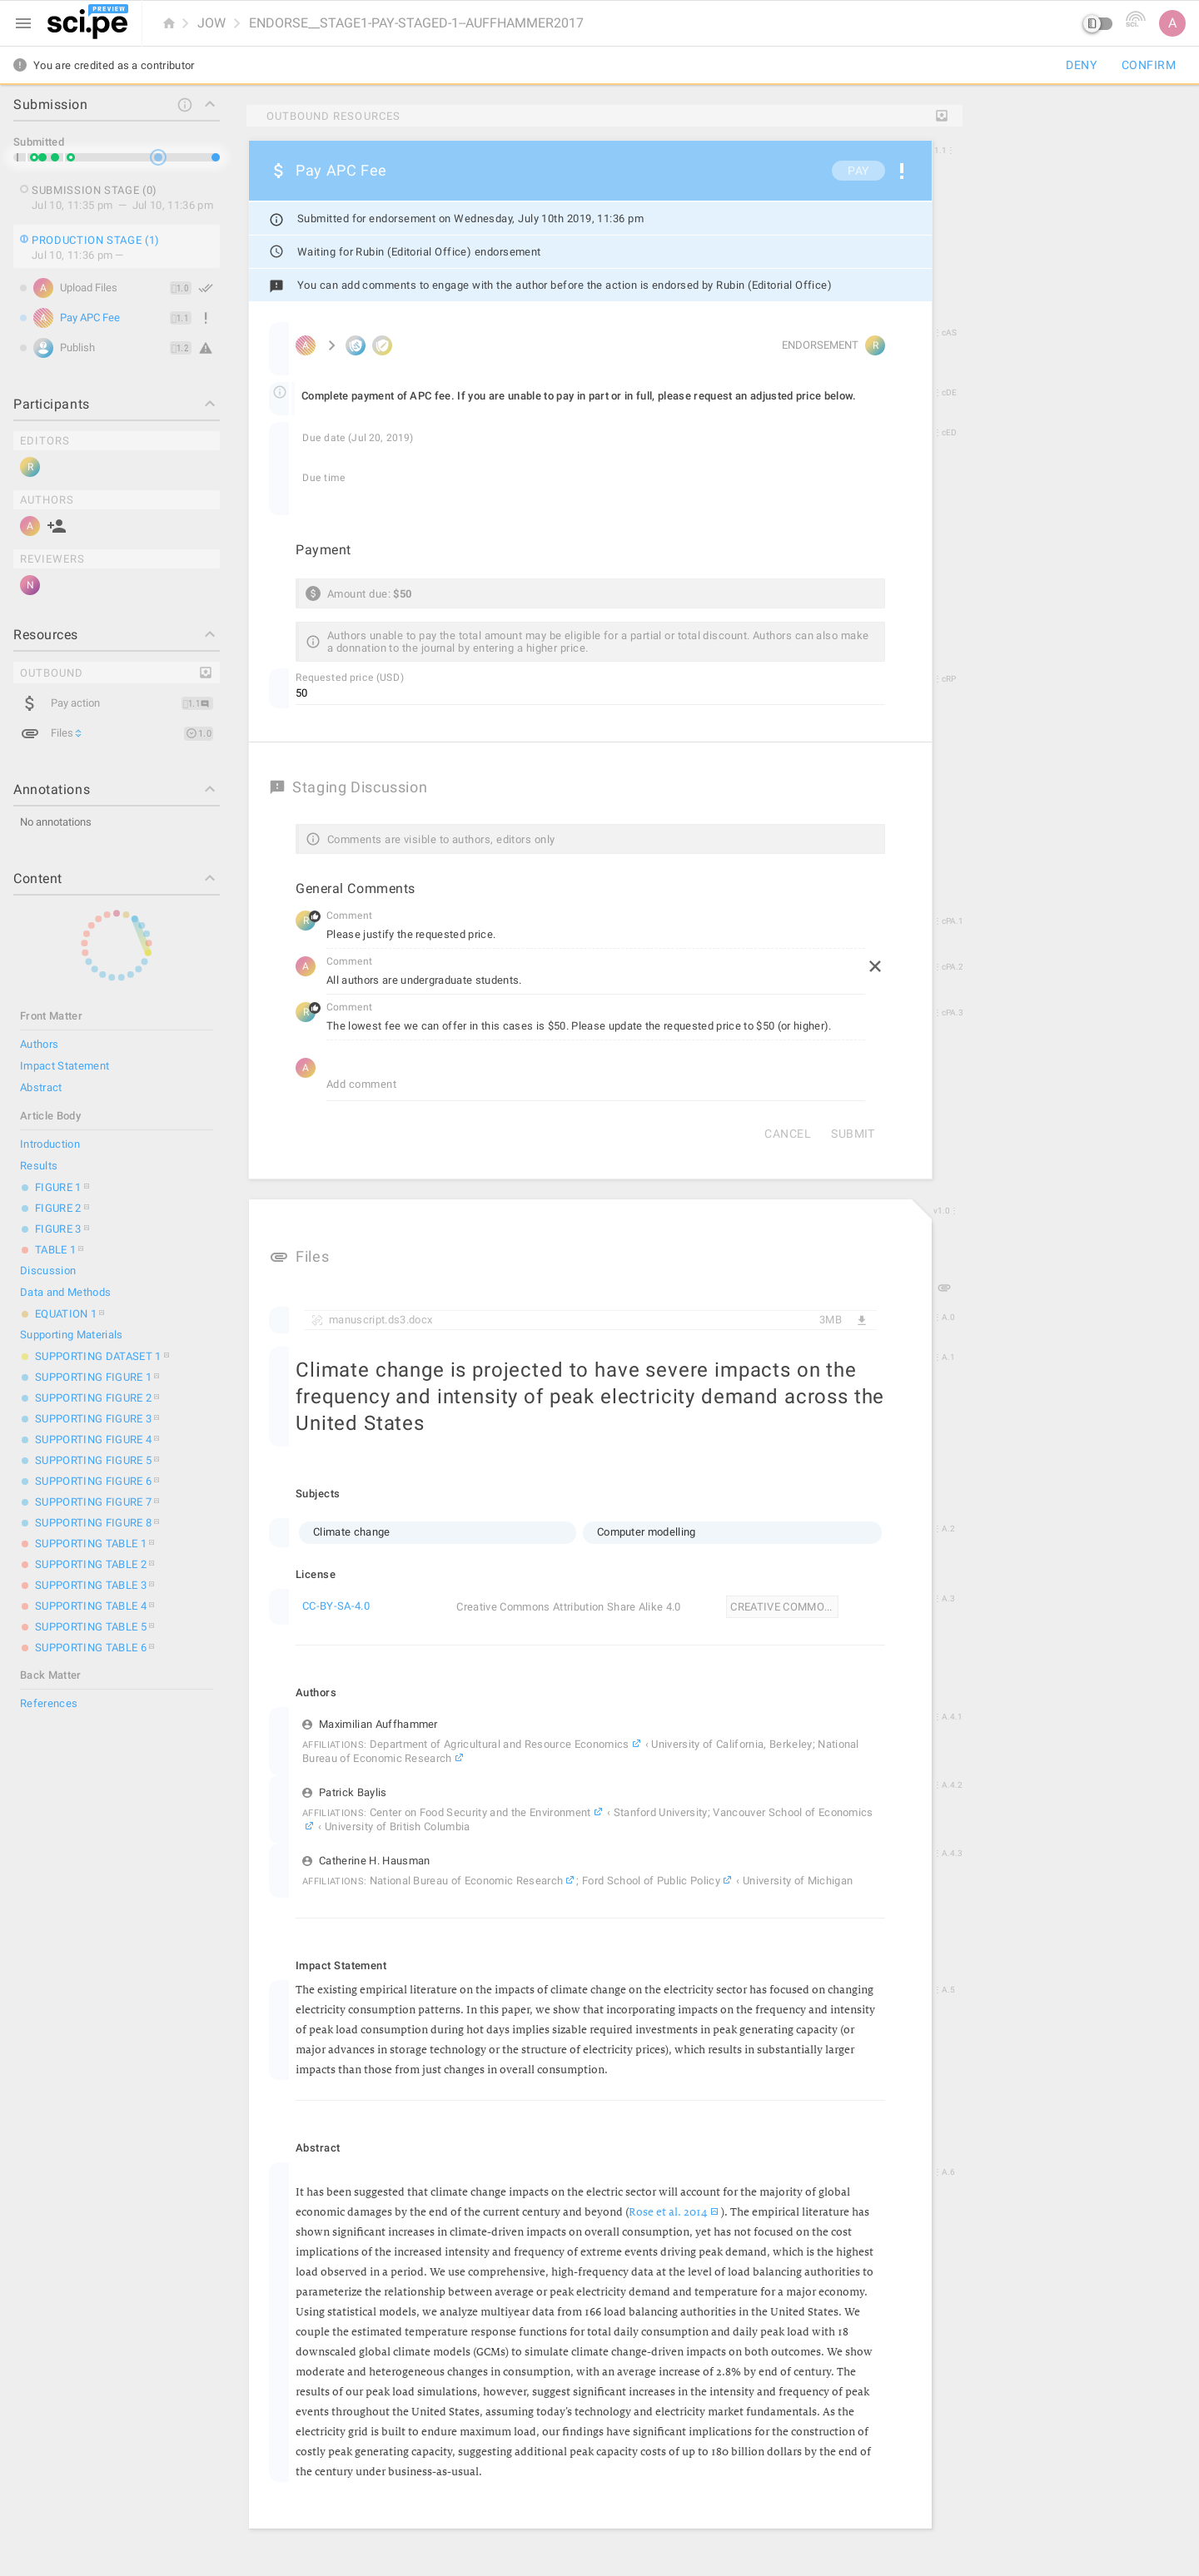 PREVIEW
sci.pe
JOW
ENDORSE__STAGE1-PAY-STAGED-1--AUFFHAMMER2017
SCL
A
You are credited as a contributor
DENY
CONFIRM
Submission
Submitted
SUBMISSION STAGE (0)
Jul 10, 11:35 pm — Jul 10, 11:36 pm
PRODUCTION STAGE (1)
Jul 10, 11:36 pm —
A Upload Files 1.0
A Pay APC Fee 1.1
Publish 1.2
Participants
EDITORS
R
AUTHORS
A
REVIEWERS
N
Resources
OUTBOUND
Pay action 1.1
Files 1.0
Annotations
No annotations
Content
Front Matter
Authors
Impact Statement
Abstract
Article Body
Introduction
Results
FIGURE 1
FIGURE 2
FIGURE 3
TABLE 1
Discussion
Data and Methods
EQUATION 1
Supporting Materials
SUPPORTING DATASET 1
SUPPORTING FIGURE 1
SUPPORTING FIGURE 2
SUPPORTING FIGURE 3
SUPPORTING FIGURE 4
SUPPORTING FIGURE 5
SUPPORTING FIGURE 6
SUPPORTING FIGURE 7
SUPPORTING FIGURE 8
SUPPORTING TABLE 1
SUPPORTING TABLE 2
SUPPORTING TABLE 3
SUPPORTING TABLE 4
SUPPORTING TABLE 5
SUPPORTING TABLE 6
Back Matter
References
OUTBOUND RESOURCES
Pay APC Fee
PAY
1.1
Submitted for endorsement on Wednesday, July 10th 2019, 11:36 pm
Waiting for Rubin (Editorial Office) endorsement
You can add comments to engage with the author before the action is endorsed by Rubin (Editorial Office)
cAS
A
ENDORSEMENT R
cDE
Complete payment of APC fee. If you are unable to pay in part or in full, please request an adjusted price below.
cED
Due date (Jul 20, 2019)
Due time
Payment
Amount due: $50
Authors unable to pay the total amount may be eligible for a partial or total discount. Authors can also make
a donnation to the journal by entering a higher price.
Requested price (USD)
cRP
50
Staging Discussion
Comments are visible to authors, editors only
General Comments
R Comment
cPA.1
Please justify the requested price.
A Comment
cPA.2
All authors are undergraduate students.
R Comment
cPA.3
The lowest fee we can offer in this cases is $50. Please update the requested price to $50 (or higher).
A
Add comment
CANCEL
SUBMIT
v1.0
Files
A.0
manuscript.ds3.docx
3MB
A.1
Climate change is projected to have severe impacts on the
frequency and intensity of peak electricity demand across the
United States
Subjects
A.2
Climate change
Computer modelling
License
A.3
CC-BY-SA-4.0
Creative Commons Attribution Share Alike 4.0
CREATIVE COMMO...
Authors
A.4.1
Maximilian Auffhammer
AFFILIATIONS: Department of Agricultural and Resource Economics ‹ University of California, Berkeley; National
Bureau of Economic Research
A.4.2
Patrick Baylis
AFFILIATIONS: Center on Food Security and the Environment ‹ Stanford University; Vancouver School of Economics
‹ University of British Columbia
A.4.3
Catherine H. Hausman
AFFILIATIONS: National Bureau of Economic Research ; Ford School of Public Policy ‹ University of Michigan
Impact Statement
A.5
The existing empirical literature on the impacts of climate change on the electricity sector has focused on changing
electricity consumption patterns. In this paper, we show that incorporating impacts on the frequency and intensity
of peak load consumption during hot days implies sizable required investments in peak generating capacity (or
major advances in storage technology or the structure of electricity prices), which results in substantially larger
impacts than those from just changes in overall consumption.
Abstract
A.6
It has been suggested that climate change impacts on the electric sector will account for the majority of global
economic damages by the end of the current century and beyond (Rose et al. 2014 ). The empirical literature has
shown significant increases in climate-driven impacts on overall consumption, yet has not focused on the cost
implications of the increased intensity and frequency of extreme events driving peak demand, which is the highest
load observed in a period. We use comprehensive, high-frequency data at the level of load balancing authorities to
parameterize the relationship between average or peak electricity demand and temperature for a major economy.
Using statistical models, we analyze multiyear data from 166 load balancing authorities in the United States. We
couple the estimated temperature response functions for total daily consumption and daily peak load with 18
downscaled global climate models (GCMs) to simulate climate change-driven impacts on both outcomes. We show
moderate and heterogeneous changes in consumption, with an average increase of 2.8% by end of century. The
results of our peak load simulations, however, suggest significant increases in the intensity and frequency of peak
events throughout the United States, assuming today's technology and electricity market fundamentals. As the
electricity grid is built to endure maximum load, our findings have significant implications for the construction of
costly peak generating capacity, suggesting additional peak capacity costs of up to 180 billion dollars by the end of
the century under business-as-usual.